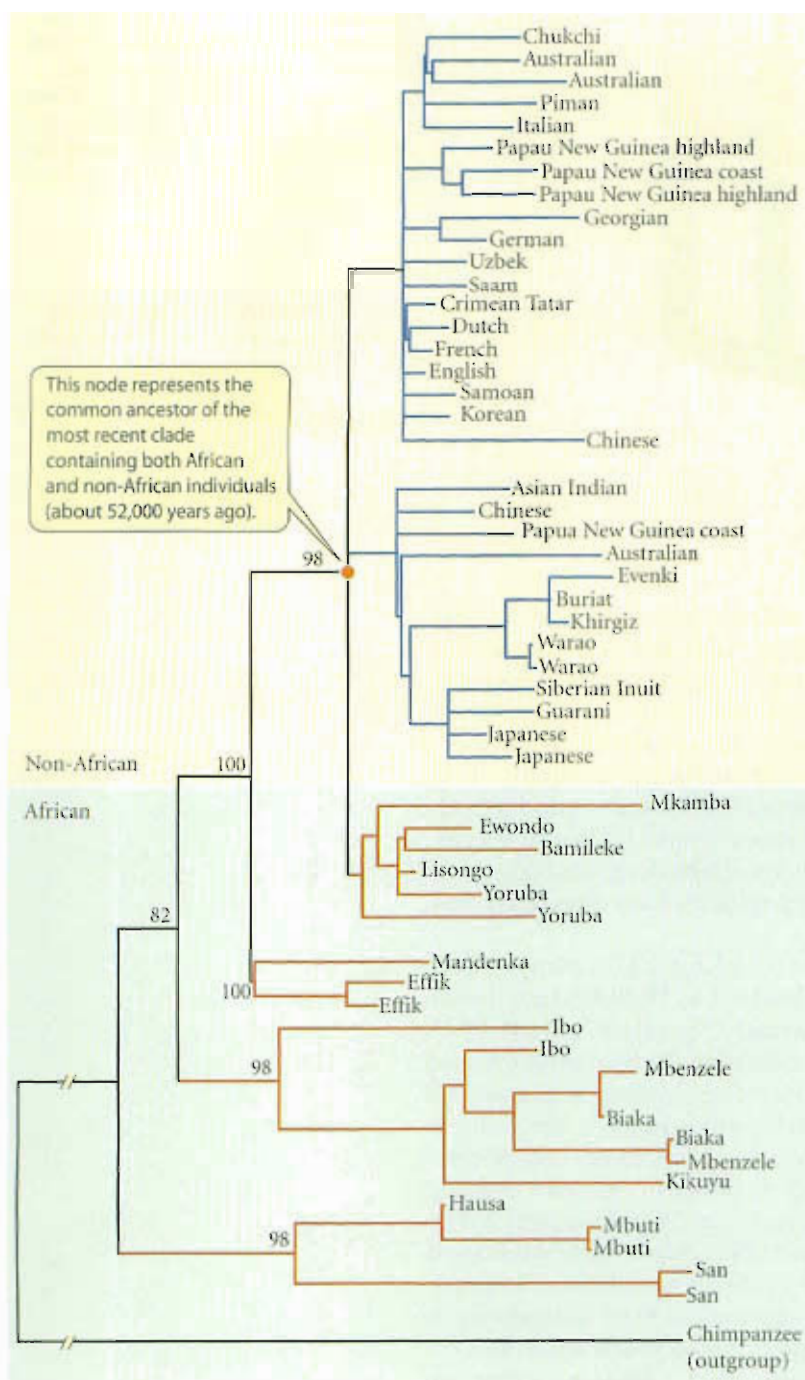 Chukchi
Australian
Australian
Piman
Italian
Papau New Guinea highland
Papau New Guinea coast
Papau New Guinea highland
Georgian
German
Uzbek
Saam
Crimean Tatar
Dutch
French
English
Samoan
Korean
Chinese
This node represents the
common ancestor of the
most recent clade
containing both African
and non-African individuals
(about 52,000 years ago).
Asian Indian
Chinese
Papua New Guinea coast
Australian
98
Evenki
Buriat
Khirgiz
Warao
Warao
Siberian Inuit
Guarani
Japanese
Japanese
Non-African
100
African
Mkamba
Ewondo
Bamileke
Lisongo
Yoruba
Yoruba
82
Mandenka
Effik
100
Effik
Ibo
Ibo
98
Mbenzele
Biaka
Biaka
Mbenzele
Kikuyu
Hausa
Mbuti
98
Mbuti
San
San
Chimpanzee
(outgroup)